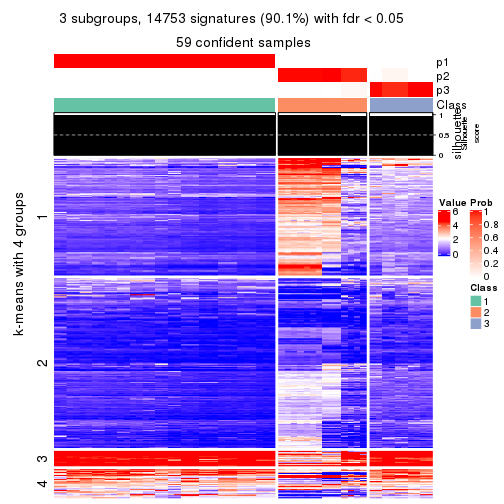 3 subgroups, 14753 signatures (90.1%) with fdr < 0.05
59 confident samples
p1
p2
p3
Class
1
0.5
0
silhouette
Silhouette
score
k-means with 4 groups
1
2
3
4
Value
6
4
2
0
Prob
1
0.8
0.6
0.4
0.2
0
Class
1
2
3